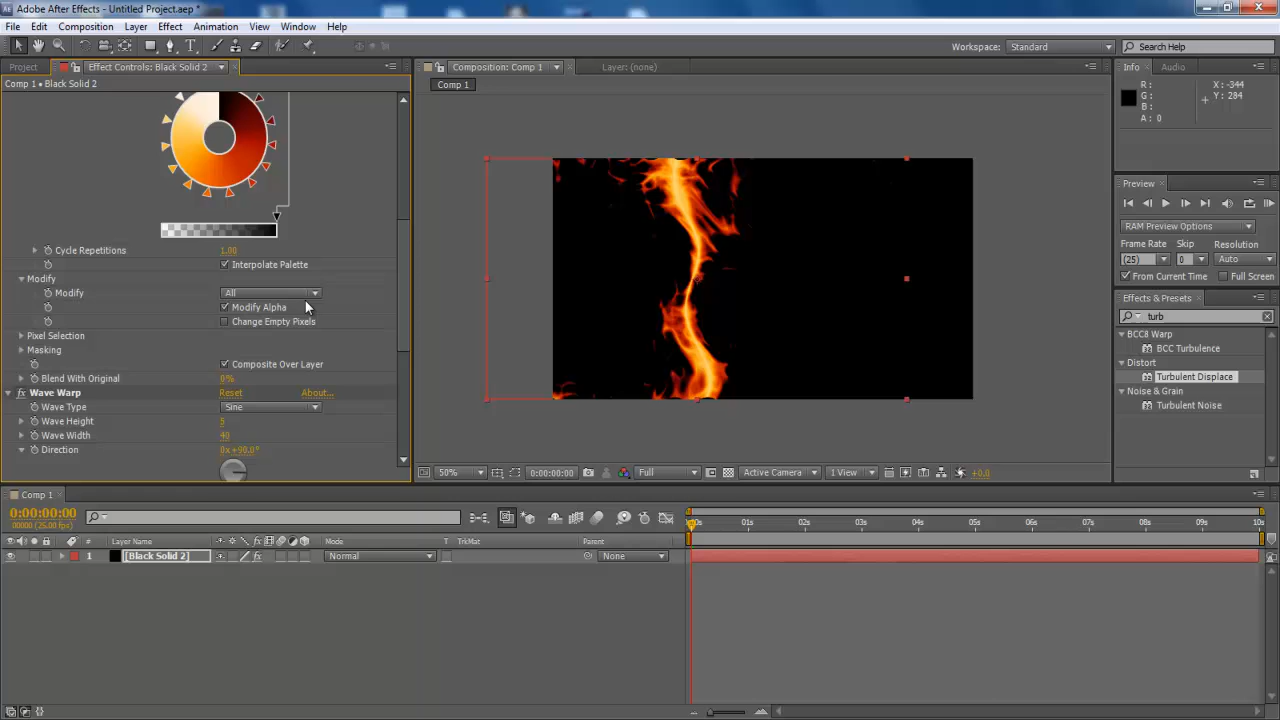 Adobe After Effects - Untitled Project.aep *
File Edit Composition Layer Effect Animation View Window Help
Workspace: Standard Search Help
Project Effect Controls: Black Solid 2 Composition: Comp 1 Layer: (none) Info Audio
Comp 1 • Black Solid 2
Comp 1
R: X: -344
G: Y: 284
B:
A: 0
Preview
RAM Preview Options
Frame Rate Skip Resolution
(25) 0 Auto
From Current Time Full Screen
Effects & Presets
turb
BCC8 Warp
BCC Turbulence
Distort
Turbulent Displace
Noise & Grain
Turbulent Noise
Cycle Repetitions 1.00
Interpolate Palette
Modify
Modify All
Modify Alpha
Change Empty Pixels
Pixel Selection
Masking
Composite Over Layer
Blend With Original 0%
fx Wave Warp Reset About...
Wave Type Sine
Wave Height 5
Wave Width 40
Direction 0x+90.0°
50% 0:00:00:00 Full Active Camera 1 View +0.0
Comp 1
0:00:00:00
00000 (25.00 fps)
01s 02s 03s 04s 05s 06s 07s 08s 09s 10s
# Layer Name Mode T TrkMat Parent
1 [Black Solid 2] Normal None